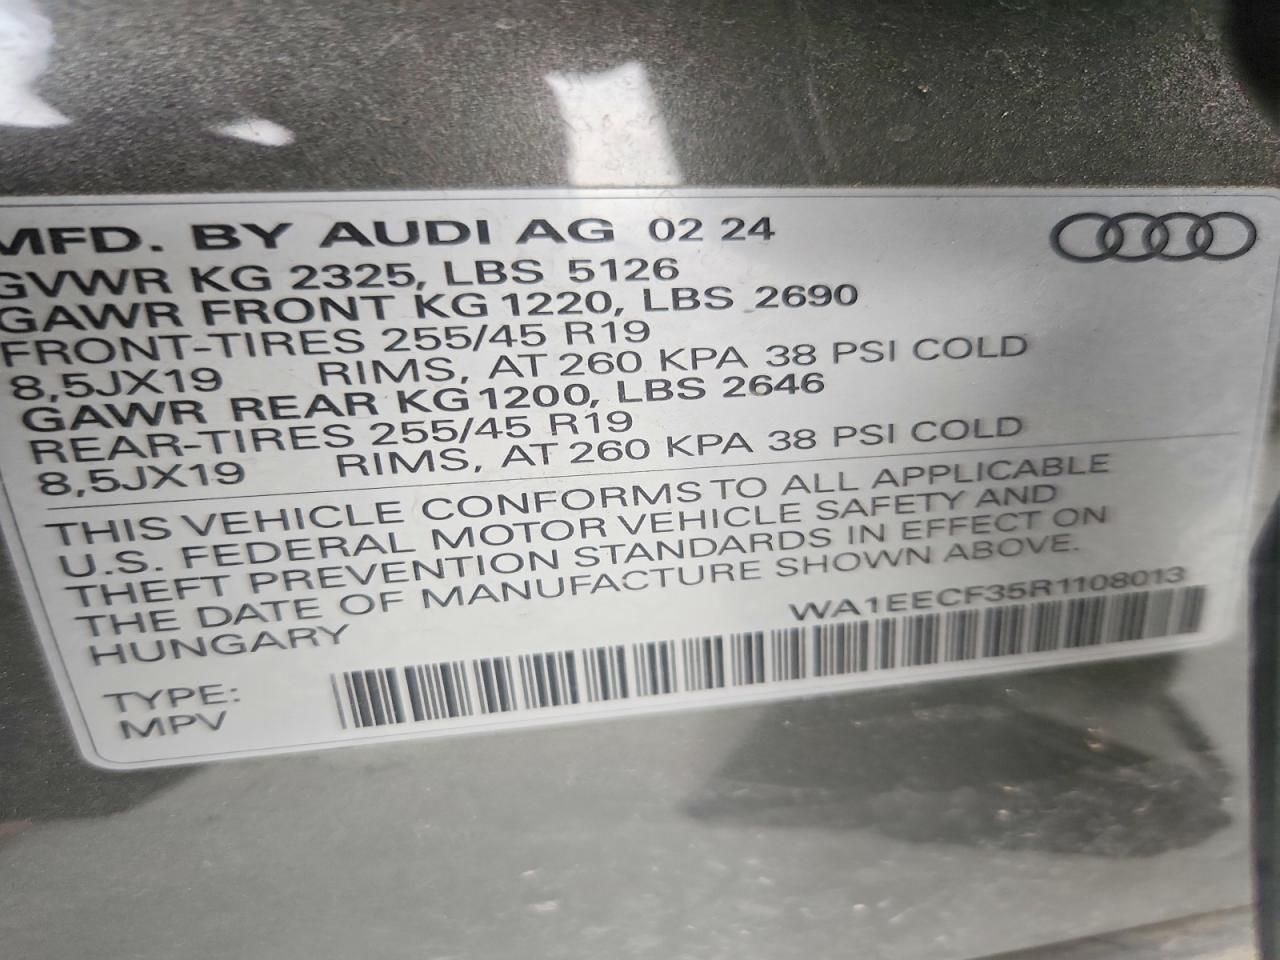 MFD. BY AUDI AG 02 24
GVWR KG 2325, LBS 5126
GAWR FRONT KG 1220, LBS 2690
FRONT-TIRES 255/45 R19
8,5JX19 RIMS, AT 260 KPA 38 PSI COLD
GAWR REAR KG 1200, LBS 2646
REAR-TIRES 255/45 R19
8,5JX19 RIMS, AT 260 KPA 38 PSI COLD
THIS VEHICLE CONFORMS TO ALL APPLICABLE
U.S. FEDERAL MOTOR VEHICLE SAFETY AND
THEFT PREVENTION STANDARDS IN EFFECT ON
THE DATE OF MANUFACTURE SHOWN ABOVE.
HUNGARY
WA1EECF35R1108013
TYPE:
MPV